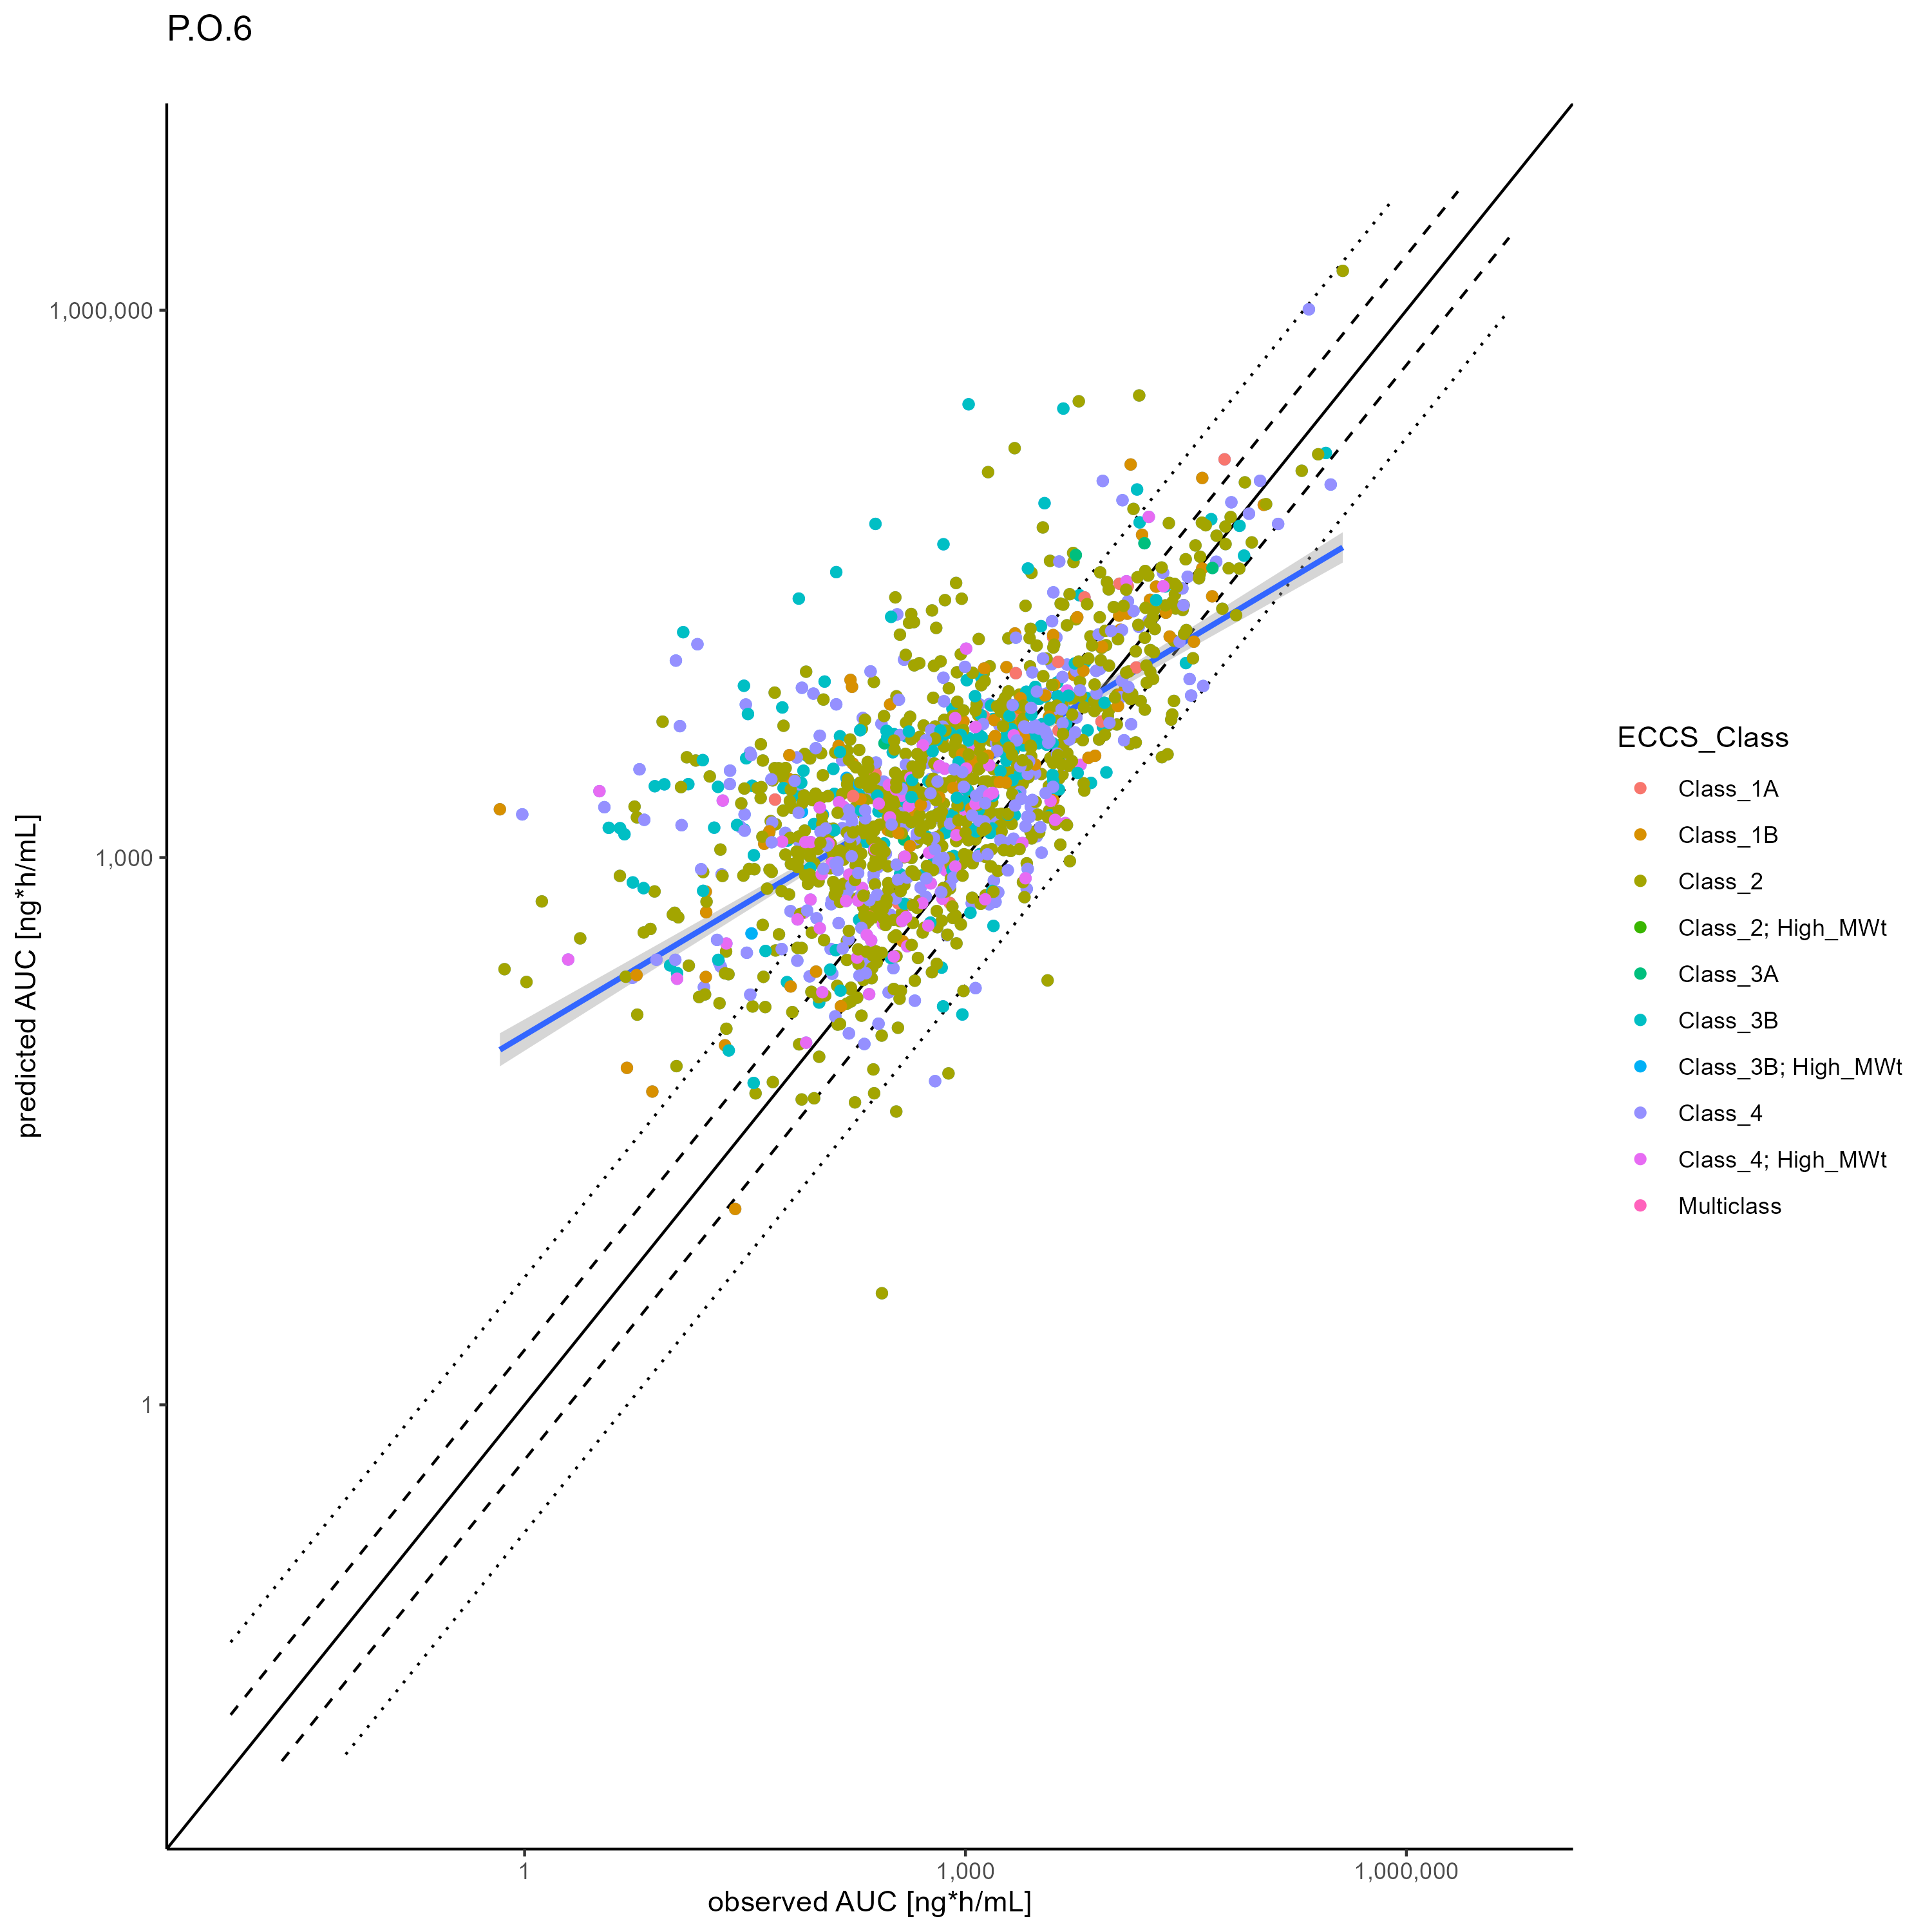 P.O.6
1,000,000
1,000
1
predicted AUC [ng*h/mL]
1
1,000
1,000,000
observed AUC [ng*h/mL]
ECCS_Class
Class_1A
Class_1B
Class_2
Class_2; High_MWt
Class_3A
Class_3B
Class_3B; High_MWt
Class_4
Class_4; High_MWt
Multiclass